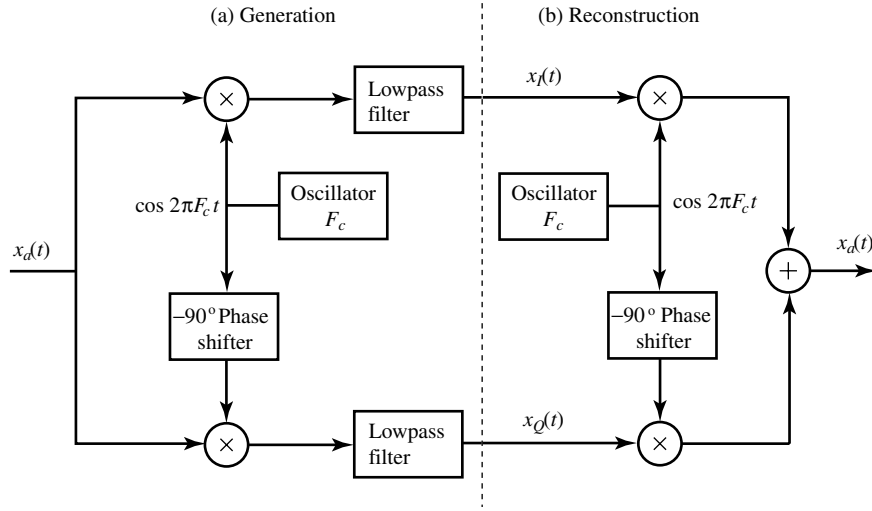 (a) Generation
(b) Reconstruction
×
Lowpass
filter
x_I(t)
×
cos 2πF_c t
Oscillator
F_c
Oscillator
F_c
cos 2πF_c t
x_a(t)
+
x_a(t)
−90° Phase
shifter
−90° Phase
shifter
×
Lowpass
filter
x_Q(t)
×